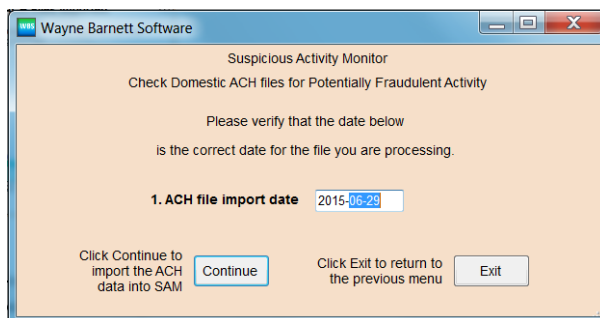 WBS Wayne Barnett Software
Suspicious Activity Monitor
Check Domestic ACH files for Potentially Fraudulent Activity
Please verify that the date below
is the correct date for the file you are processing.
1. ACH file import date 2015-06-29
Click Continue to
import the ACH
data into SAM
Continue
Click Exit to return to
the previous menu
Exit